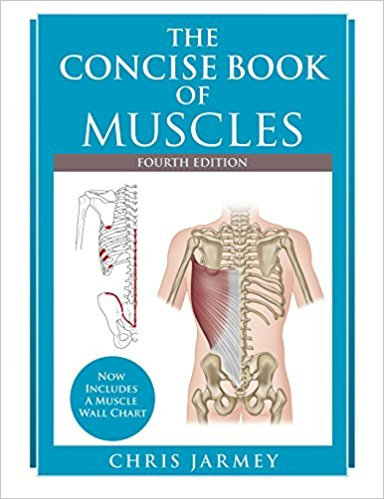 THE
CONCISE BOOK
OF
MUSCLES
FOURTH EDITION
NOW
INCLUDES
A MUSCLE
WALL CHART
CHRIS JARMEY